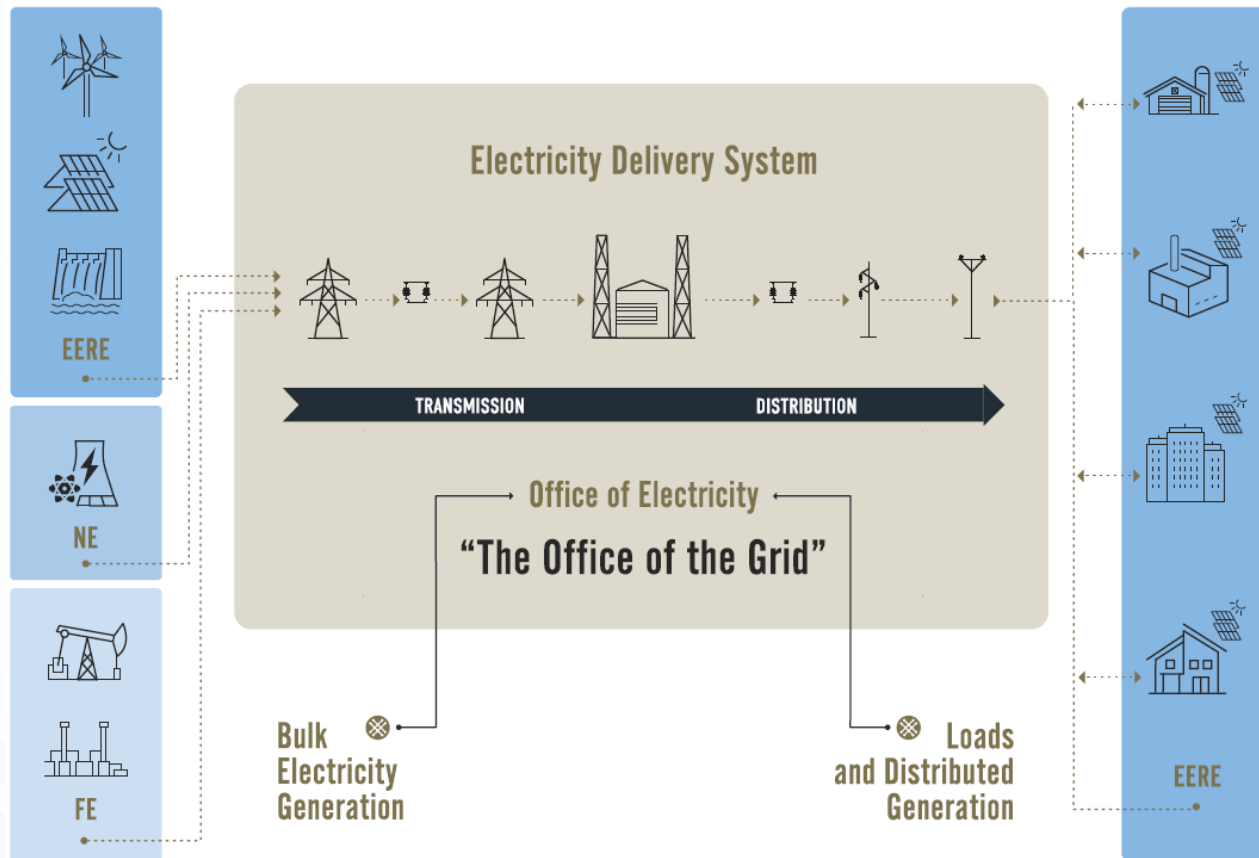 Electricity Delivery System
EERE
TRANSMISSION
DISTRIBUTION
NE
Office of Electricity
“The Office of the Grid”
FE
Bulk
Electricity
Generation
Loads
and Distributed
Generation
EERE